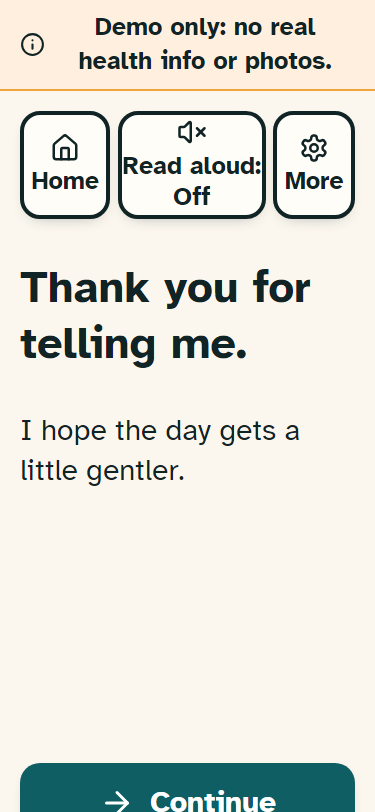 Demo only: no real
health info or photos.
Home
Read aloud:
Off
More
Thank you for
telling me.
I hope the day gets a
little gentler.
Continue